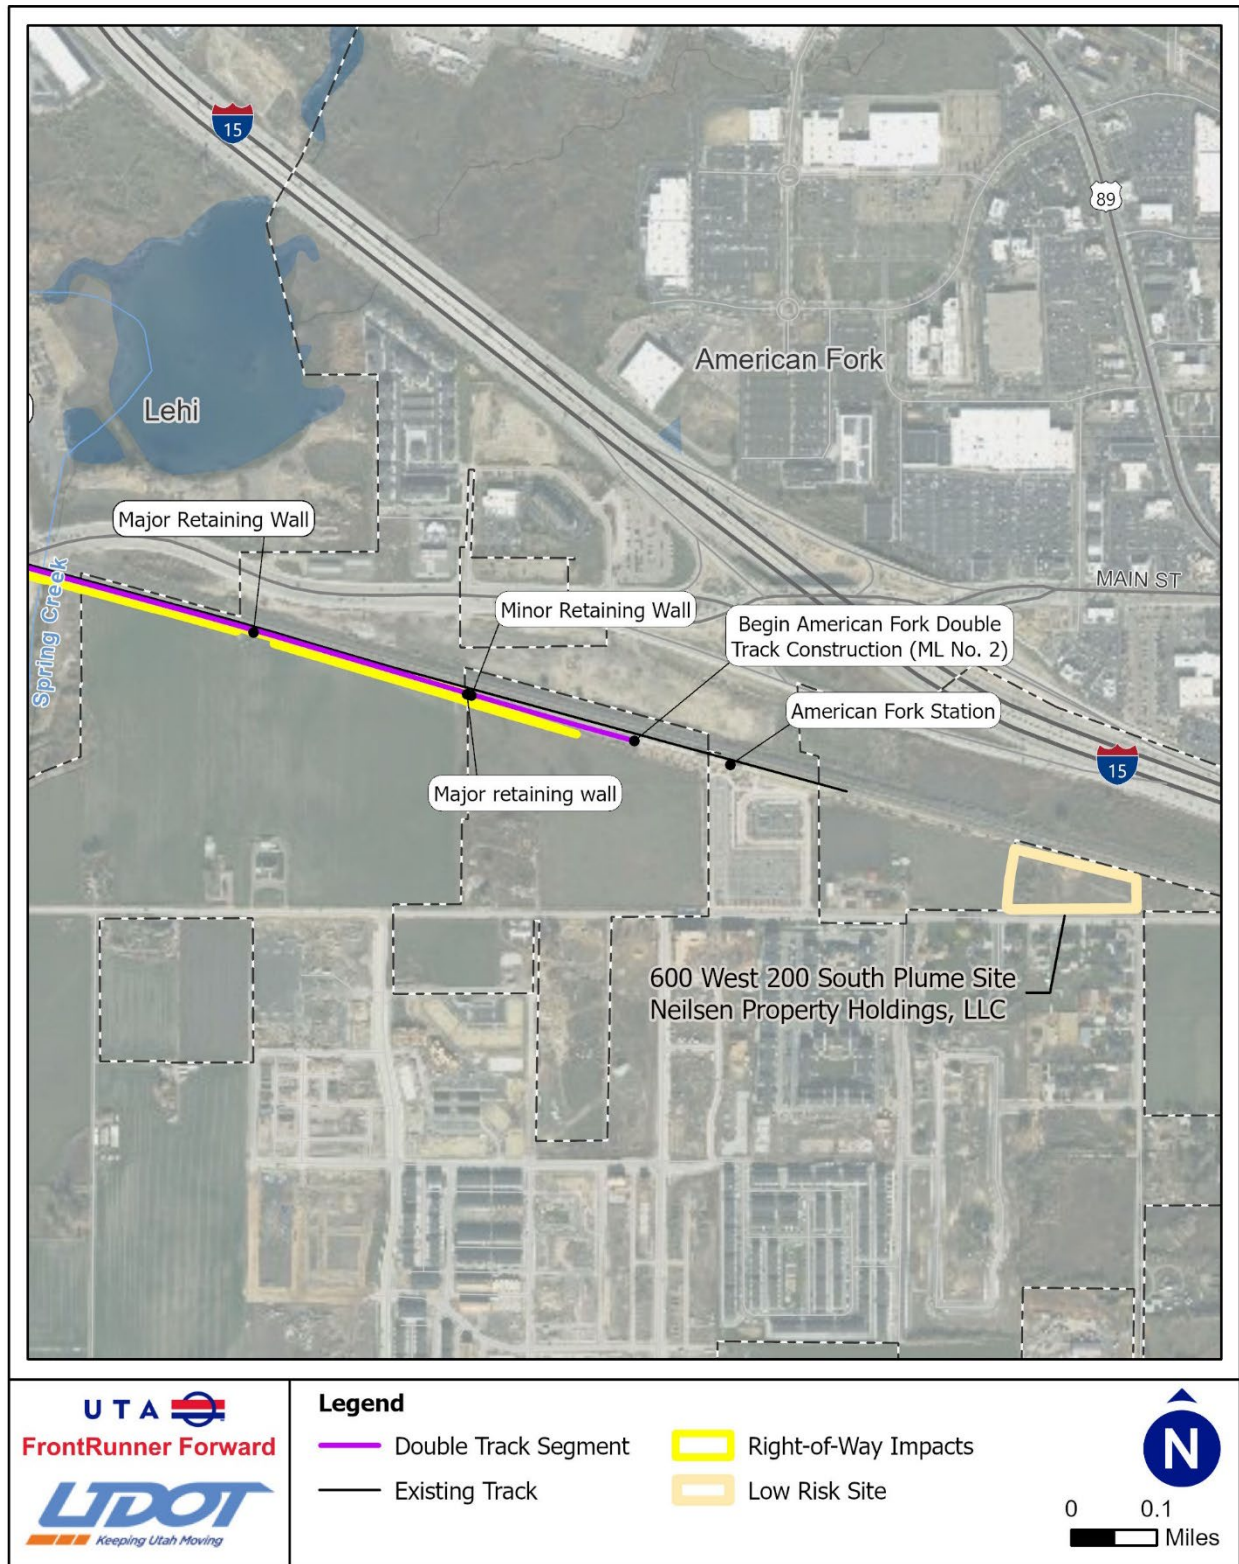 15
89
American Fork
Lehi
Major Retaining Wall
MAIN ST
Minor Retaining Wall
Begin American Fork Double
Track Construction (ML No. 2)
Spring Creek
American Fork Station
15
Major retaining wall
600 West 200 South Plume Site
Neilsen Property Holdings, LLC
UTA
FrontRunner Forward
UDOT
Keeping Utah Moving
Legend
Double Track Segment
Right-of-Way Impacts
Existing Track
Low Risk Site
N
0 0.1
Miles